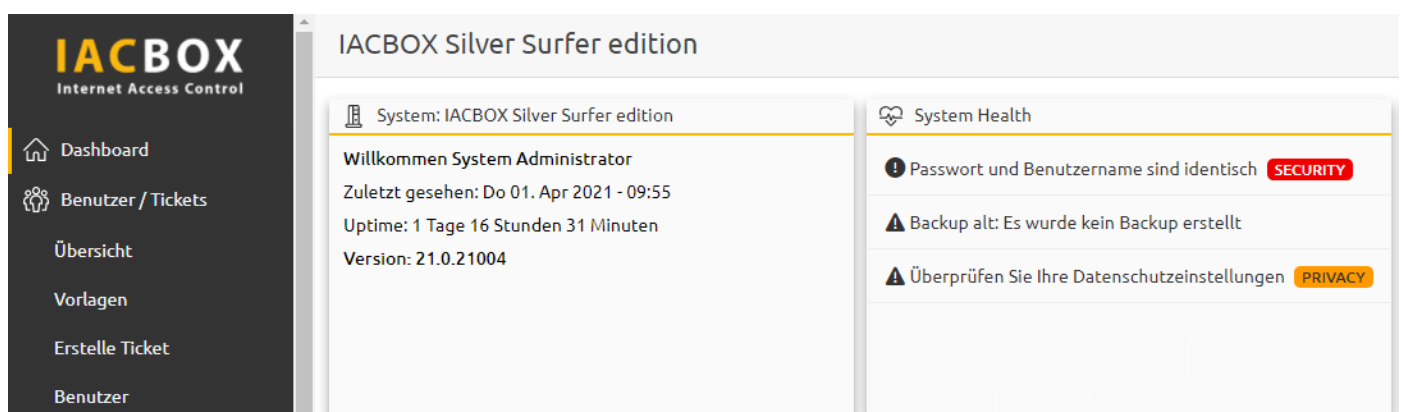 IACBOX
Internet Access Control
Dashboard
Benutzer / Tickets
Übersicht
Vorlagen
Erstelle Ticket
Benutzer
IACBOX Silver Surfer edition
System: IACBOX Silver Surfer edition
Willkommen System Administrator
Zuletzt gesehen: Do 01. Apr 2021 - 09:55
Uptime: 1 Tage 16 Stunden 31 Minuten
Version: 21.0.21004
System Health
Passwort und Benutzername sind identisch SECURITY
Backup alt: Es wurde kein Backup erstellt
Überprüfen Sie Ihre Datenschutzeinstellungen PRIVACY